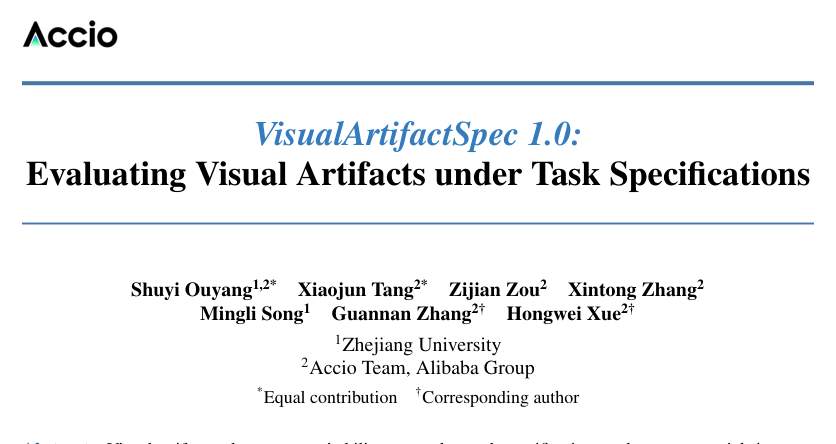 Accio
VisualArtifactSpec 1.0:
Evaluating Visual Artifacts under Task Specifications
Shuyi Ouyang1,2* Xiaojun Tang2* Zijian Zou2 Xintong Zhang2
Mingli Song1 Guannan Zhang2† Hongwei Xue2†
1Zhejiang University
2Accio Team, Alibaba Group
*Equal contribution †Corresponding author